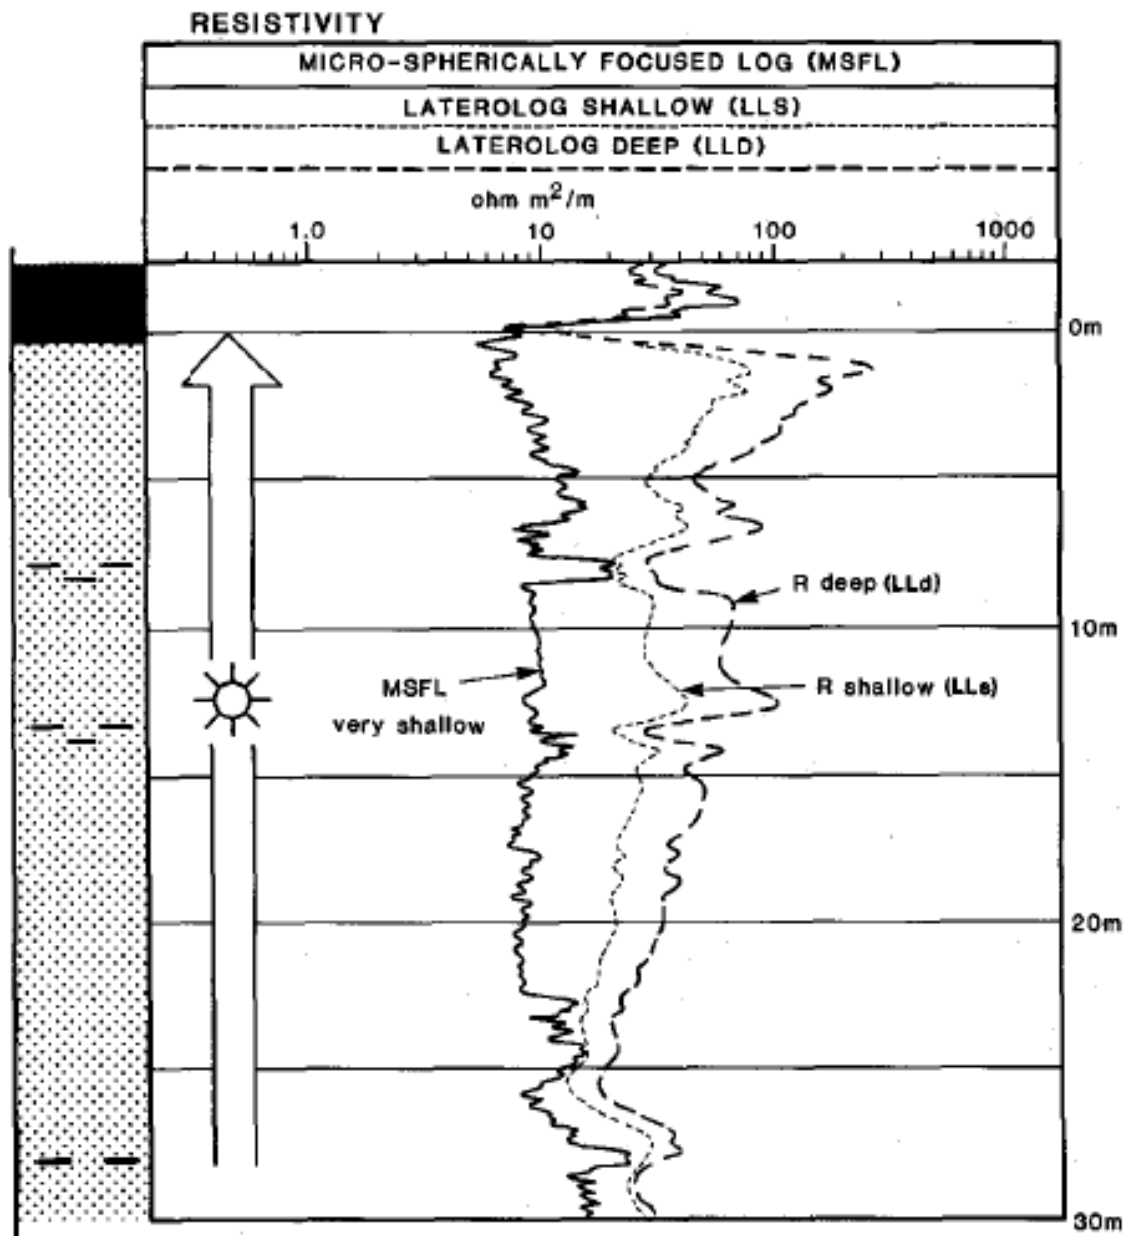 RESISTIVITY
MICRO-SPHERICALLY FOCUSED LOG (MSFL)
LATEROLOG SHALLOW (LLS)
LATEROLOG DEEP (LLD)
ohm m²/m
1.0 10 100 1000
0m
R deep (LLd)
10m
MSFL
very shallow
R shallow (LLs)
20m
30m